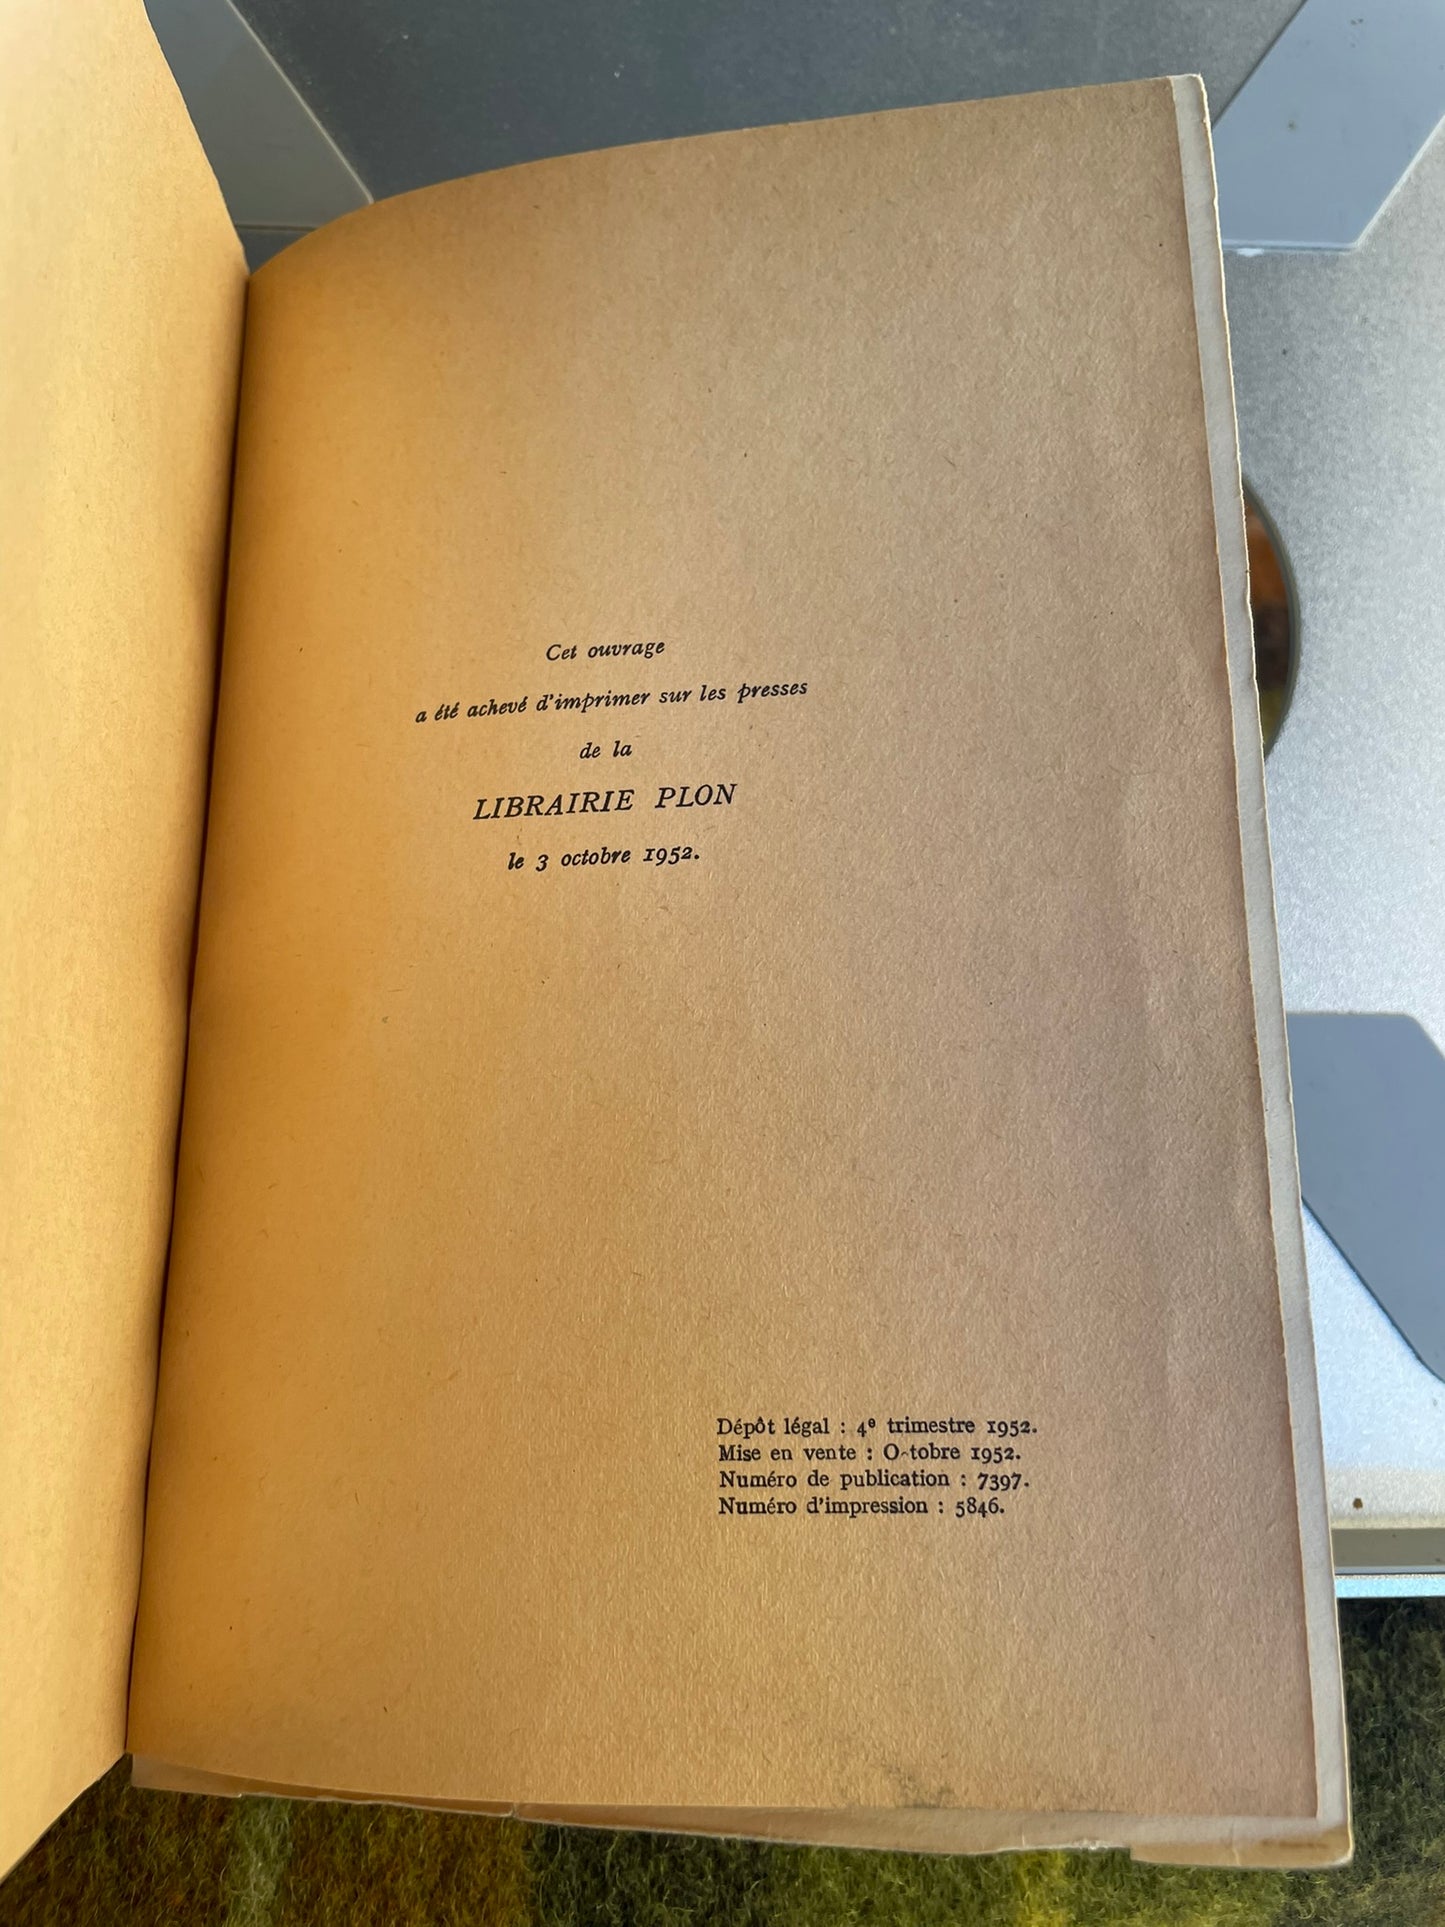 Cet ouvrage
a été achevé d'imprimer sur les presses
de la
LIBRAIRIE PLON
le 3 octobre 1952.
Dépôt légal : 4e trimestre 1952.
Mise en vente : O tobre 1952.
Numéro de publication : 7397.
Numéro d'impression : 5846.